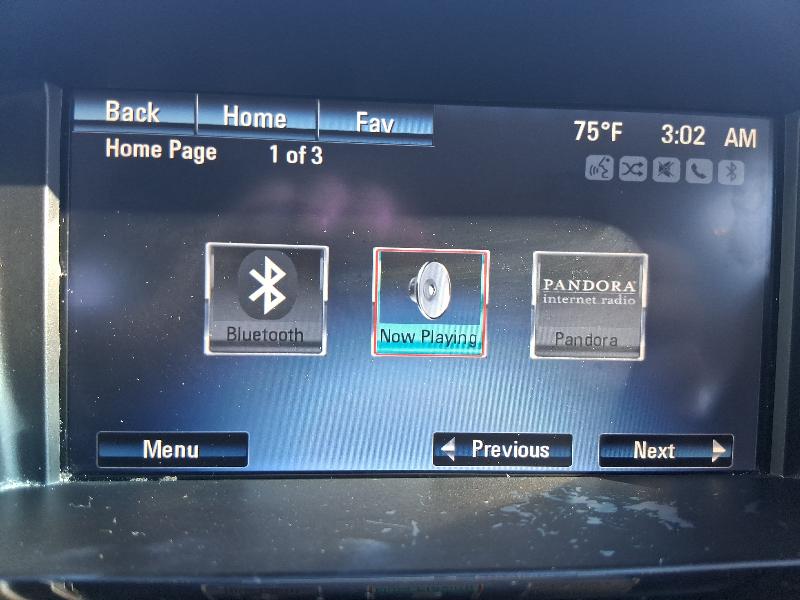 Back Home Fav
75°F 3:02 AM
Home Page 1 of 3
Bluetooth
Now Playing
PANDORA
internet radio
Pandora
Menu Previous Next